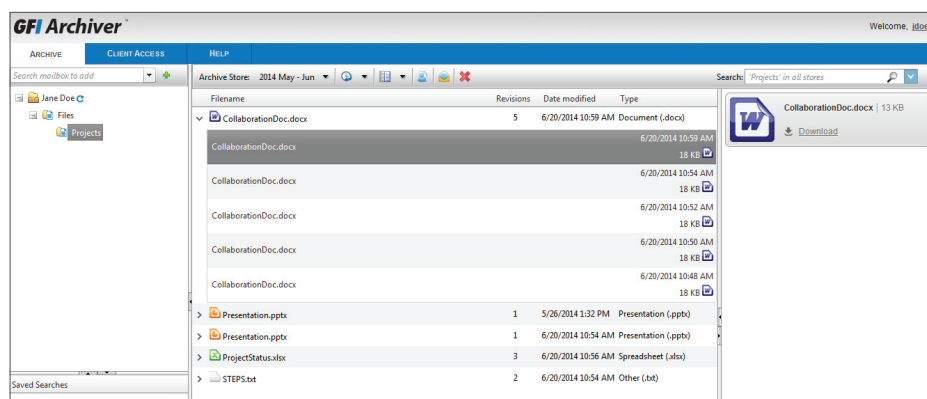 GFI Archiver™
Welcome, jdoe
ARCHIVE CLIENT ACCESS HELP
Search mailbox to add
Archive Store: 2014 May - Jun
Search: 'Projects' in all stores
Jane Doe
Files
Projects
Filename Revisions Date modified Type
CollaborationDoc.docx 5 6/20/2014 10:59 AM Document (.docx)
CollaborationDoc.docx 6/20/2014 10:59 AM
18 KB
CollaborationDoc.docx 6/20/2014 10:54 AM
18 KB
CollaborationDoc.docx 6/20/2014 10:52 AM
18 KB
CollaborationDoc.docx 6/20/2014 10:50 AM
18 KB
CollaborationDoc.docx 6/20/2014 10:48 AM
18 KB
Presentation.pptx 1 5/26/2014 1:32 PM Presentation (.pptx)
Presentation.pptx 1 6/20/2014 10:54 AM Presentation (.pptx)
ProjectStatus.xlsx 3 6/20/2014 10:56 AM Spreadsheet (.xlsx)
STEPS.txt 2 6/20/2014 10:54 AM Other (.txt)
W CollaborationDoc.docx | 13 KB
Download
Saved Searches